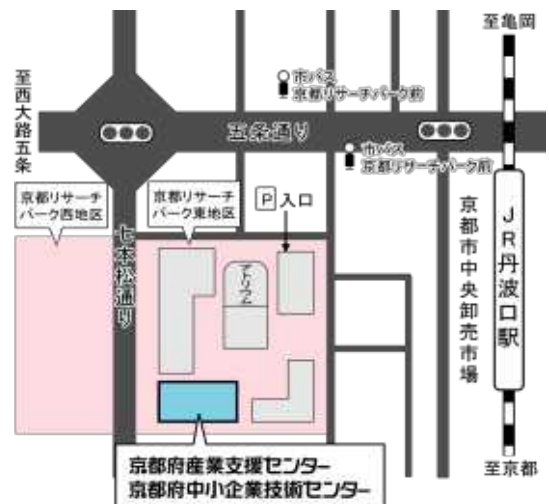 至亀岡
至西大路五条
市バス
京都リサーチパーク前
五条通り
市バス
京都リサーチパーク前
京都リサーチ
パーク西地区
京都リサーチ
パーク東地区
P 入口
七本松通り
アトリウム
京都市中央卸売市場
JR丹波口駅
京都府産業支援センター
京都府中小企業技術センター
至京都